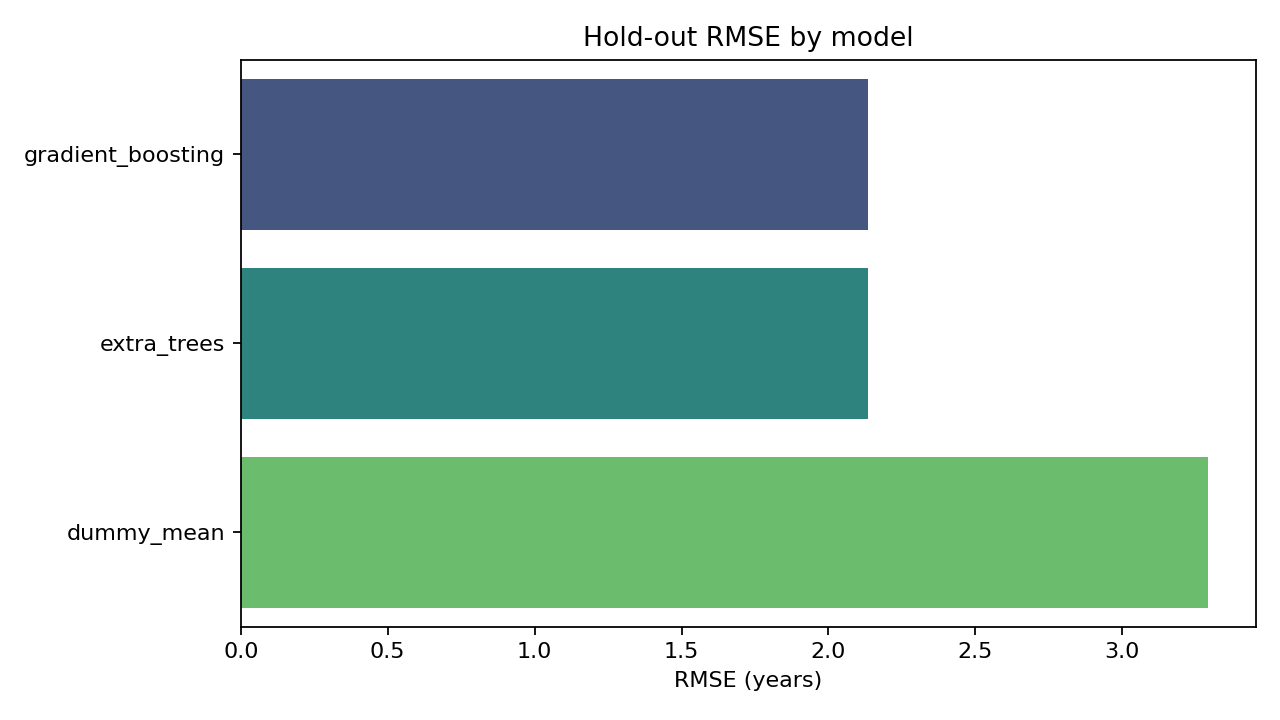 Hold-out RMSE by model
gradient_boosting
extra_trees
dummy_mean
0.0 0.5 1.0 1.5 2.0 2.5 3.0
RMSE (years)